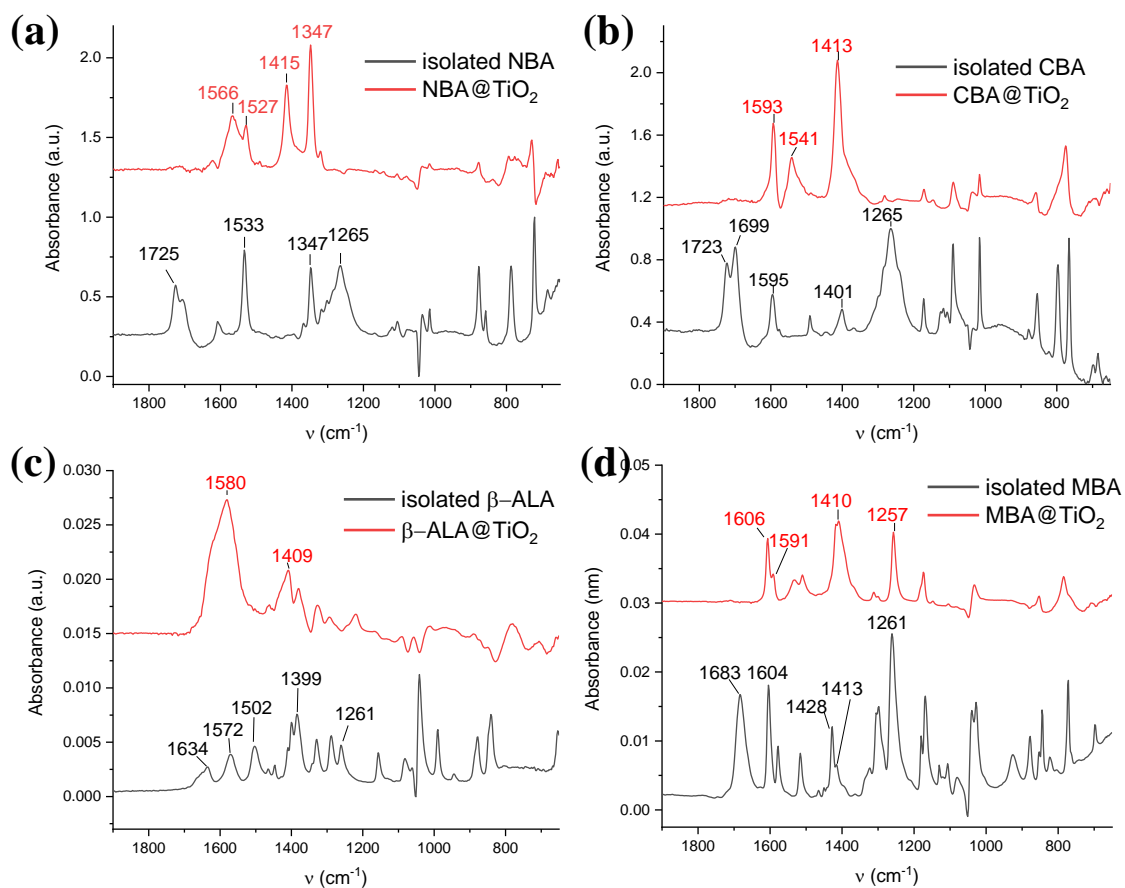 (a)
isolated NBA
NBA@TiO₂
1347
1415
1566
1527
1725
1533
1347
1265
2.0
1.5
1.0
0.5
0.0
Absorbance (a.u.)
1800 1600 1400 1200 1000 800
ν (cm⁻¹)
(b)
isolated CBA
CBA@TiO₂
1413
1593
1541
1723
1699
1595
1401
1265
2.4
2.0
1.6
1.2
0.8
0.4
0.0
Absorbance (a.u.)
1800 1600 1400 1200 1000 800
ν (cm⁻¹)
(c)
isolated β–ALA
β–ALA@TiO₂
1580
1409
1634
1572
1502
1399
1261
0.030
0.025
0.020
0.015
0.010
0.005
0.000
Absorbance (a.u.)
1800 1600 1400 1200 1000 800
ν (cm⁻¹)
(d)
isolated MBA
MBA@TiO₂
1410
1606
1591
1257
1683
1604
1428
1413
1261
0.05
0.04
0.03
0.02
0.01
0.00
Absorbance (nm)
1800 1600 1400 1200 1000 800
ν (cm⁻¹)